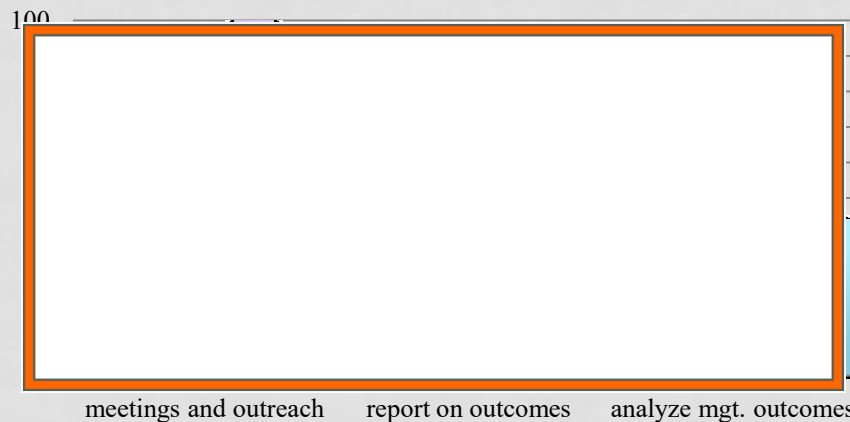 100
meetings and outreach report on outcomes analyze mgt. outcomes